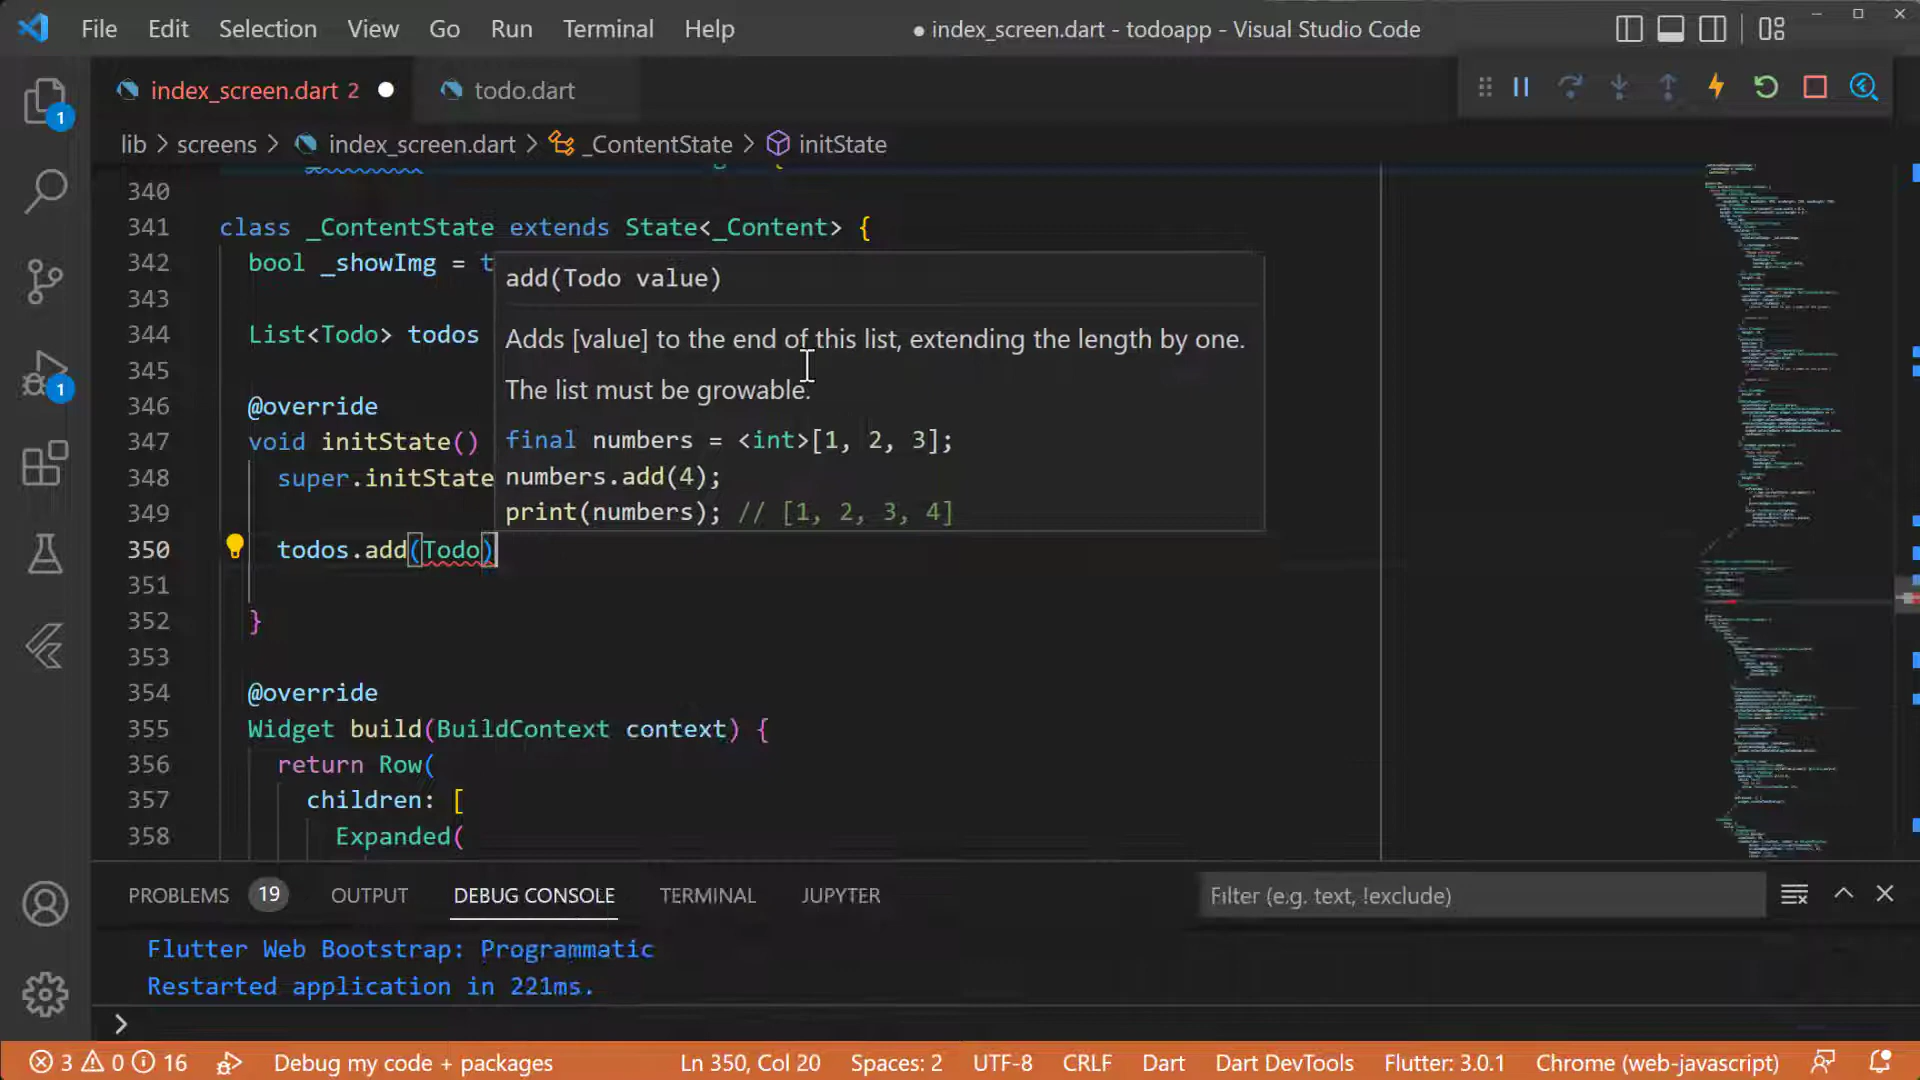 File Edit Selection View Go Run Terminal Help
● index_screen.dart - todoapp - Visual Studio Code
index_screen.dart 2
todo.dart
lib > screens > index_screen.dart > _ContentState > initState
1
1
340
341 class _ContentState extends State<_Content> {
342 bool _showImg = t
343
344 List<Todo> todos
345
346 @override
347 void initState()
348 super.initState
349
350 todos.add(Todo)
351
352 }
353
354 @override
355 Widget build(BuildContext context) {
356 return Row(
357 children: [
358 Expanded(
add(Todo value)
Adds [value] to the end of this list, extending the length by one.
The list must be growable.
final numbers = <int>[1, 2, 3];
numbers.add(4);
print(numbers); // [1, 2, 3, 4]
PROBLEMS 19 OUTPUT DEBUG CONSOLE TERMINAL JUPYTER
Filter (e.g. text, !exclude)
Flutter Web Bootstrap: Programmatic
Restarted application in 221ms.
>
3 0 16 Debug my code + packages Ln 350, Col 20 Spaces: 2 UTF-8 CRLF Dart Dart DevTools Flutter: 3.0.1 Chrome (web-javascript)